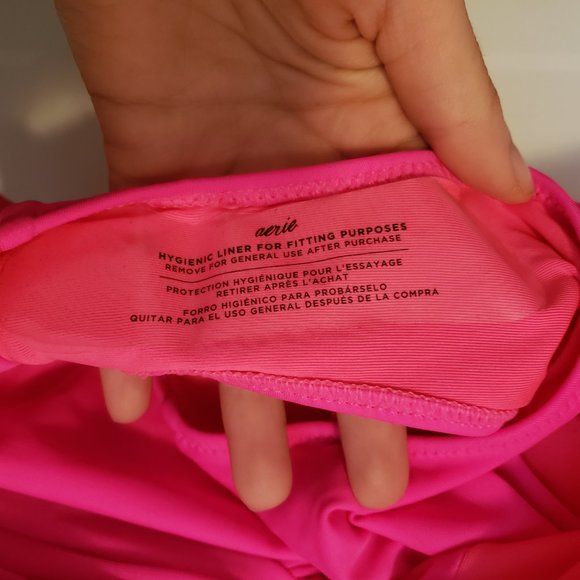 aerie
HYGIENIC LINER FOR FITTING PURPOSES
REMOVE FOR GENERAL USE AFTER PURCHASE
PROTECTION HYGIÉNIQUE POUR L'ESSAYAGE
RETIRER APRÈS L'ACHAT
FORRO HIGIÉNICO PARA PROBÁRSELO
QUITAR PARA EL USO GENERAL DESPUÉS DE LA COMPRA